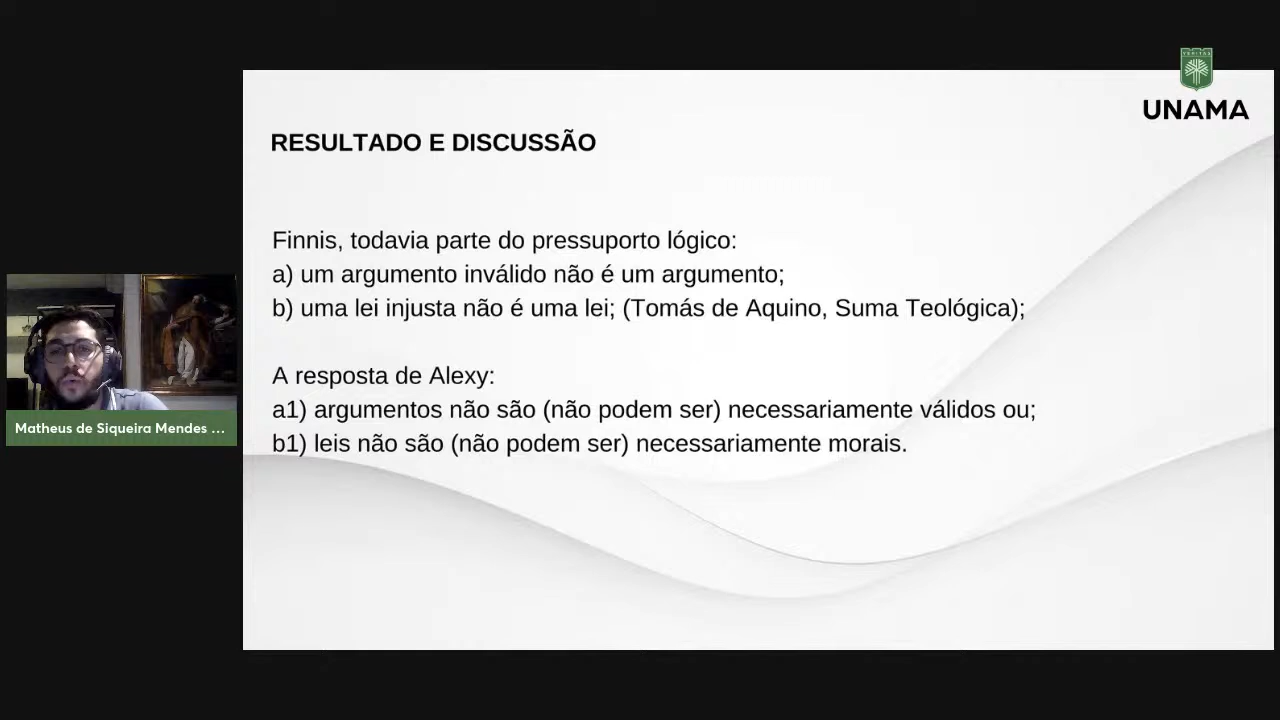 VERITAS
UNAMA
RESULTADO E DISCUSSÃO
Finnis, todavia parte do pressuporto lógico:
a) um argumento inválido não é um argumento;
b) uma lei injusta não é uma lei; (Tomás de Aquino, Suma Teológica);
A resposta de Alexy:
a1) argumentos não são (não podem ser) necessariamente válidos ou;
b1) leis não são (não podem ser) necessariamente morais.
Matheus de Siqueira Mendes ...